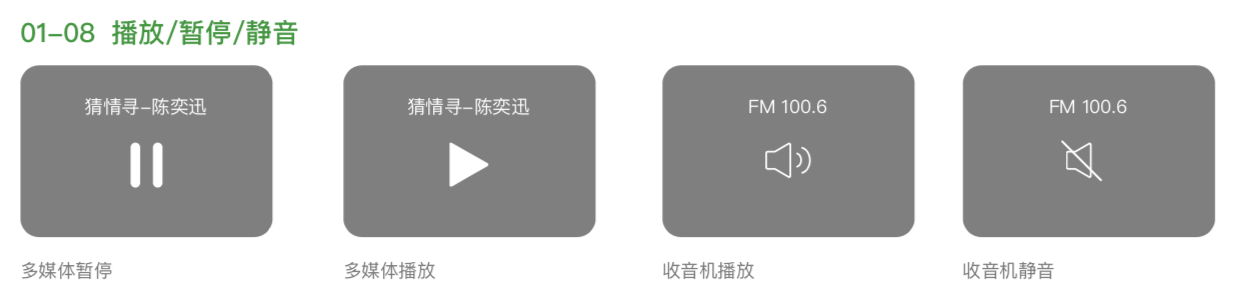 01–08 播放/暂停/静音
猜情寻–陈奕迅
猜情寻–陈奕迅
FM 100.6
FM 100.6
多媒体暂停
多媒体播放
收音机播放
收音机静音